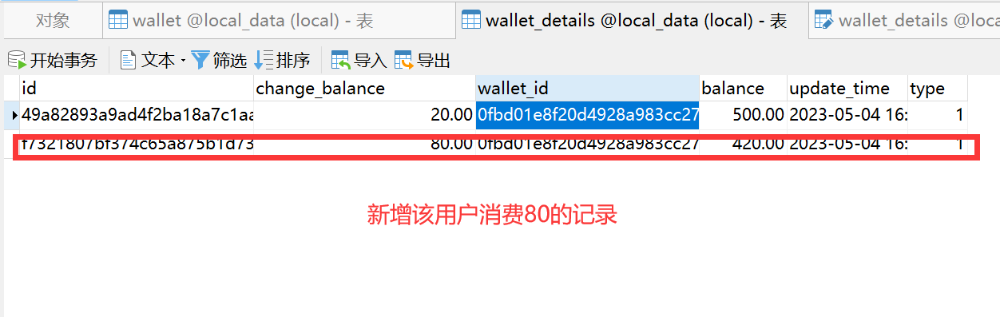 对象 wallet @local_data (local) - 表 wallet_details @local_data (local) - 表 wallet_details @loca
开始事务 文本 筛选 排序 导入 导出
id change_balance wallet_id balance update_time type
49a82893a9ad4f2ba18a7c1aa 20.00 0fbd01e8f20d4928a983cc27 500.00 2023-05-04 16: 1
f7321807bf374c65a875b1d73 80.00 0fbd01e8f20d4928a983cc27 420.00 2023-05-04 16: 1
新增该用户消费80的记录